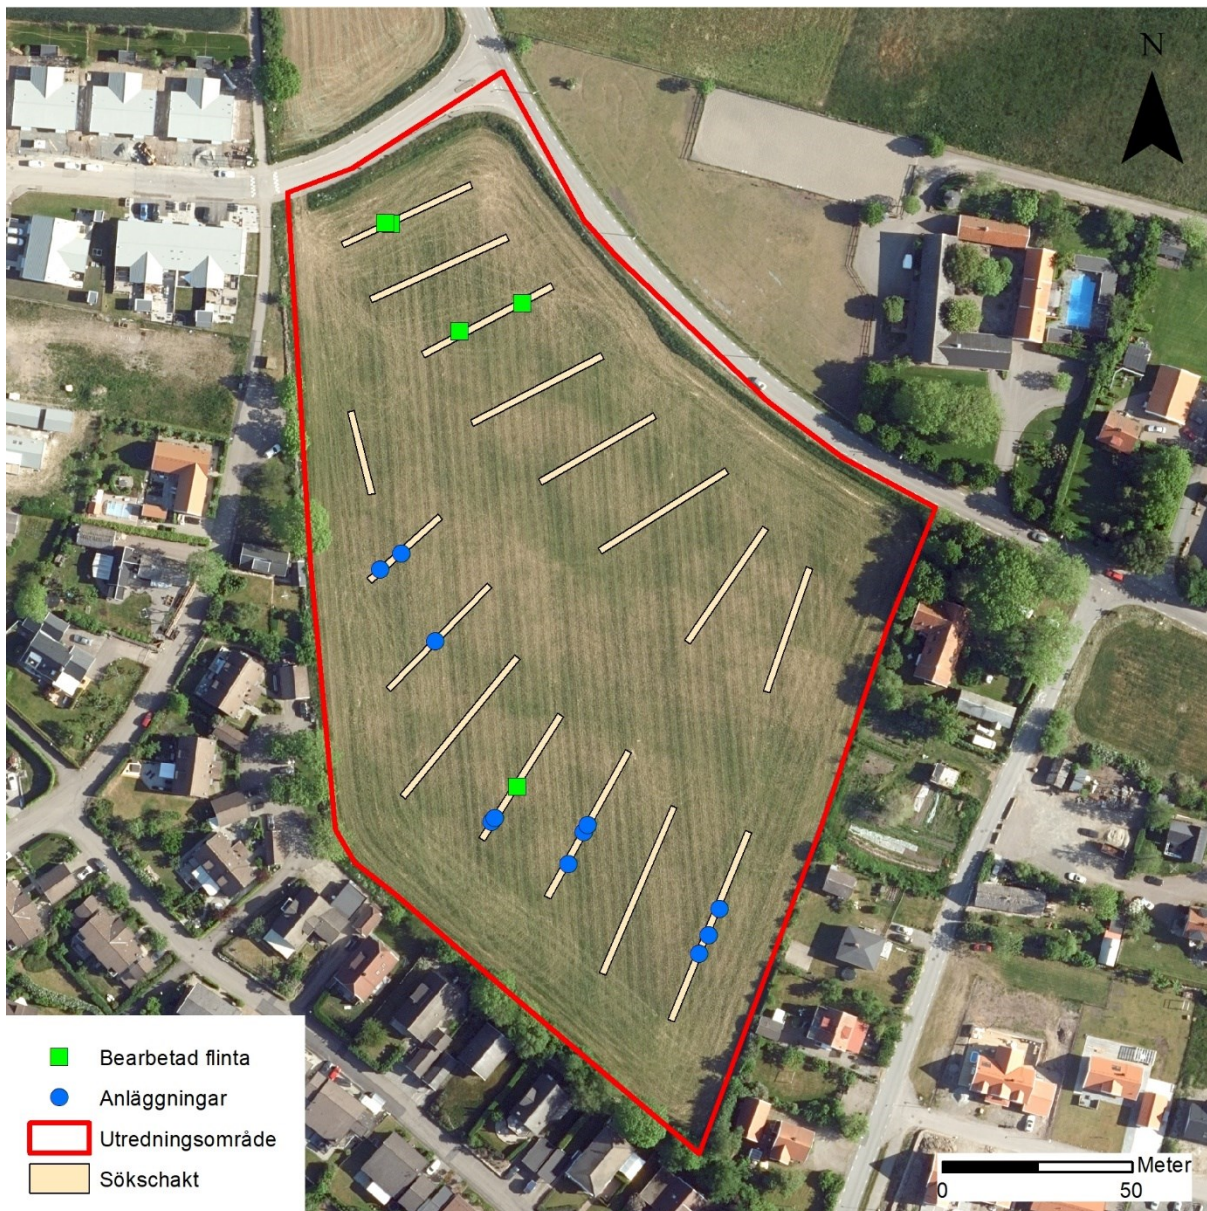 N
Bearbetad flinta
Anläggningar
Utredningsområde
Sökschakt
Meter
0 50